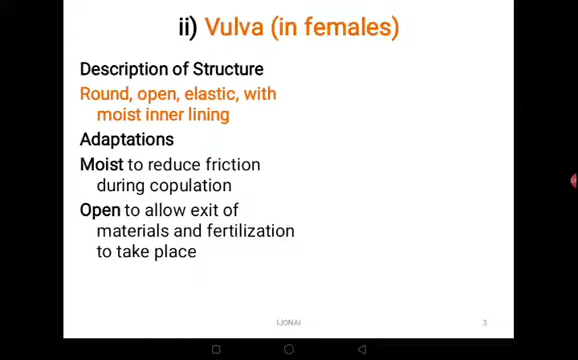 ii) Vulva (in females)
Description of Structure
Round, open, elastic, with
moist inner lining
Adaptations
Moist to reduce friction
during copulation
Open to allow exit of
materials and fertilization
to take place
IJONAI
3